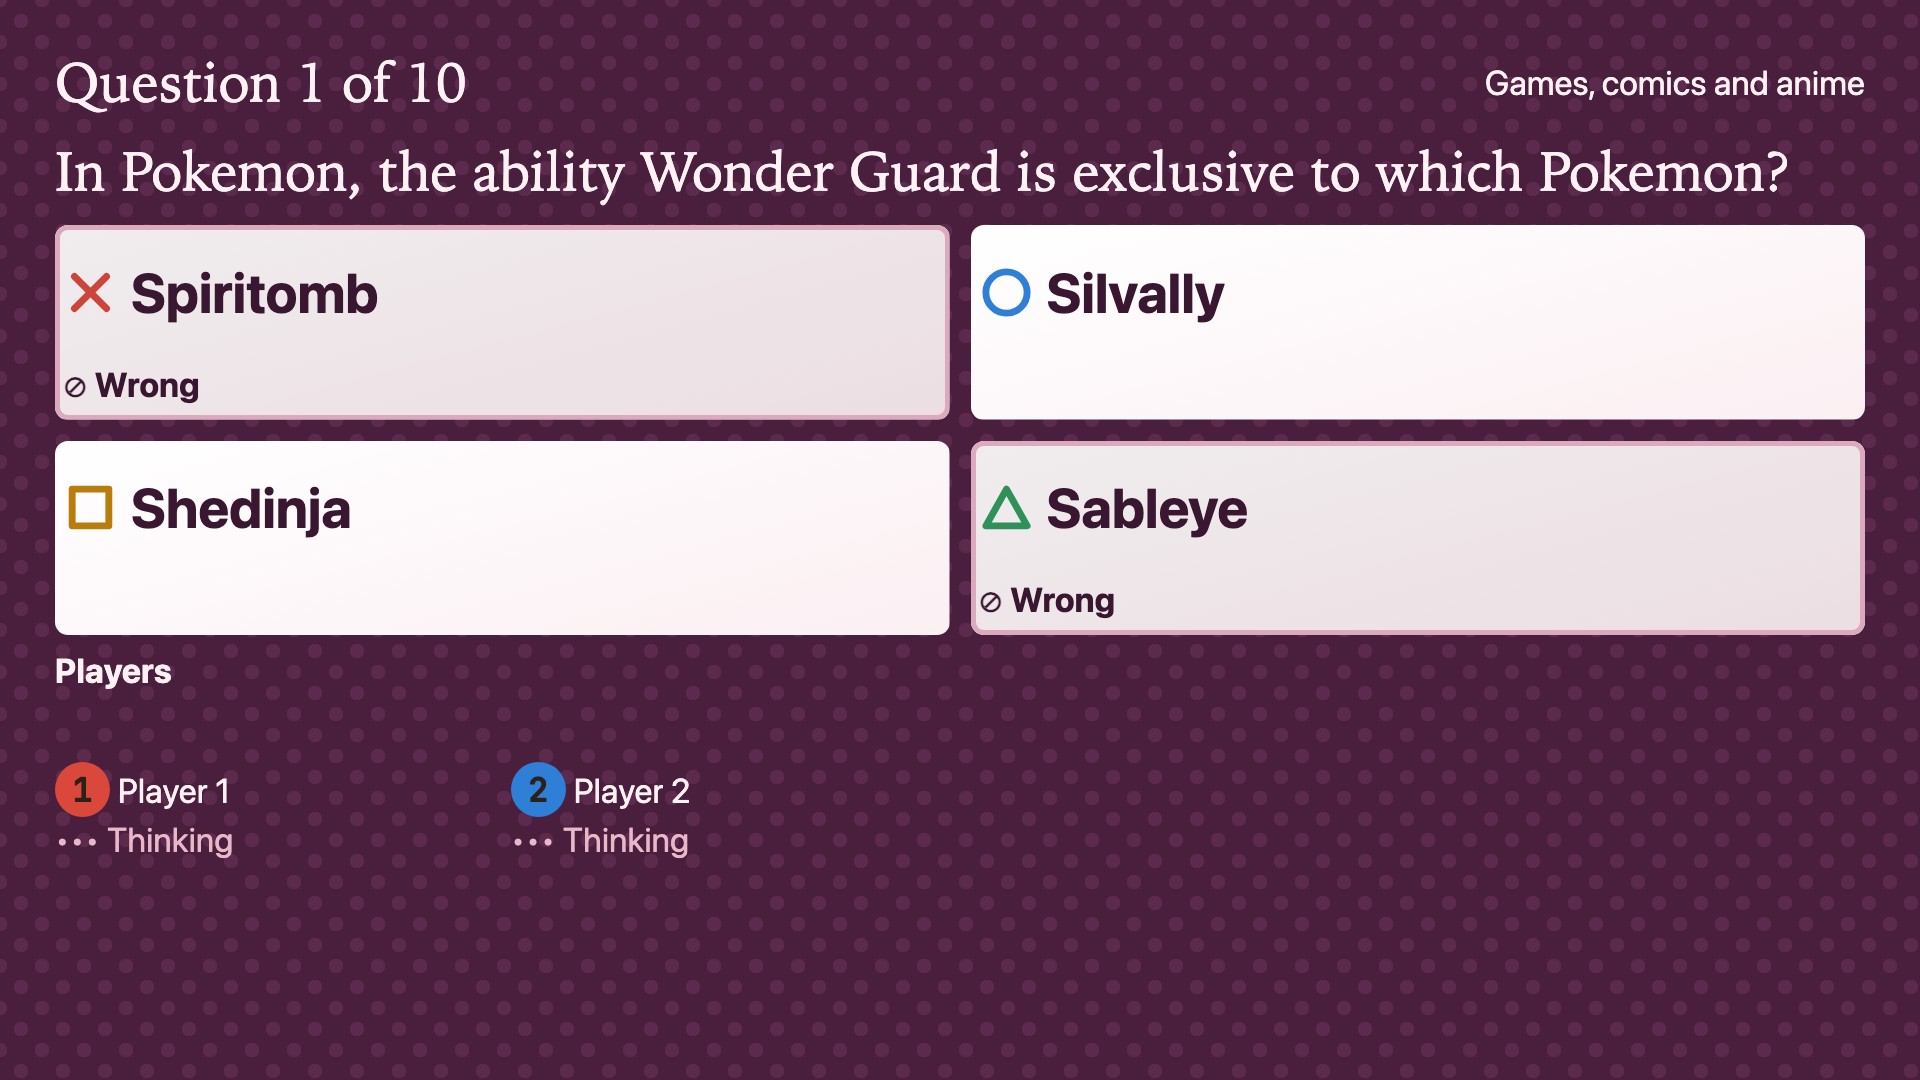 Question 1 of 10
Games, comics and anime
In Pokemon, the ability Wonder Guard is exclusive to which Pokemon?
Spiritomb
Wrong
Silvally
Shedinja
Sableye
Wrong
Players
1 Player 1
Thinking
2 Player 2
Thinking